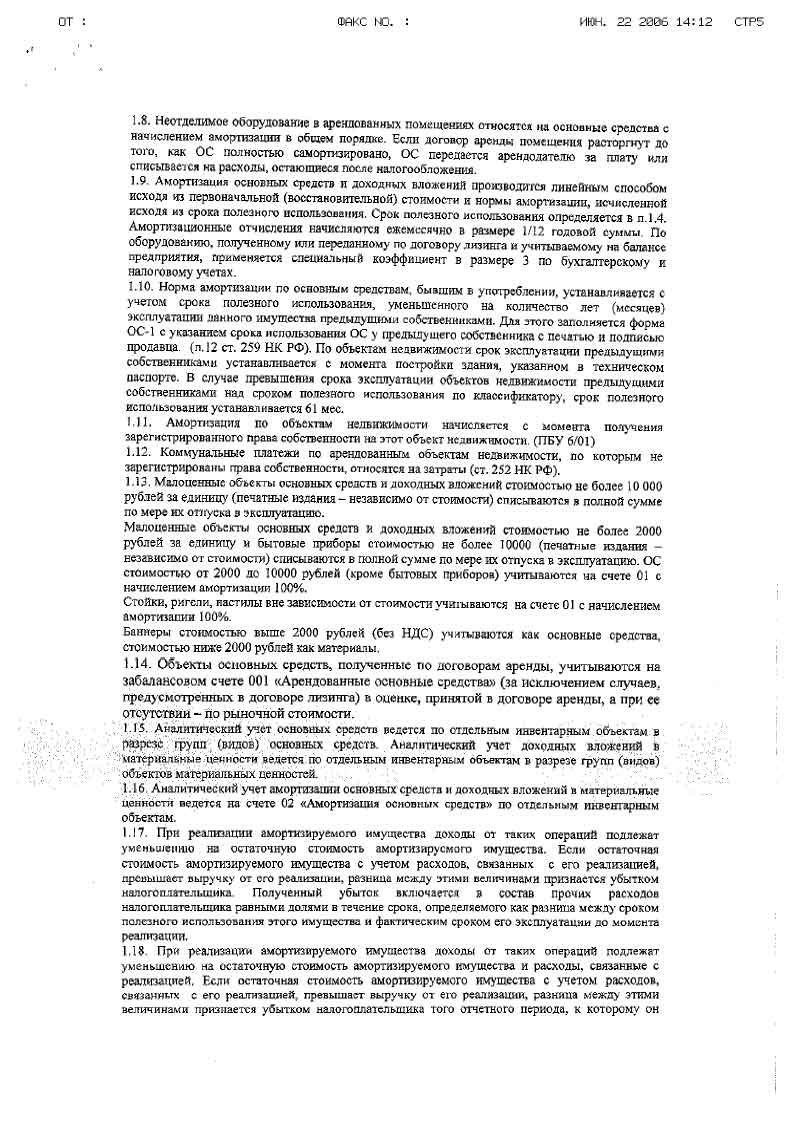 ОТ : ФАКС NO. : ИЮН. 22 2006 14:12 СТР5
1.8. Неотделимое оборудование в арендованных помещениях относятся на основные средства с
начислением амортизации в общем порядке. Если договор аренды помещения расторгнут до
того, как ОС полностью самортизировано, ОС передается арендодателю за плату или
списывается на расходы, остающиеся после налогообложения.
1.9. Амортизация основных средств и доходных вложений производится линейным способом
исходя из первоначальной (восстановительной) стоимости и нормы амортизации, исчисленной
исходя из срока полезного использования. Срок полезного использования определяется в п.1.4.
Амортизационные отчисления начисляются ежемесячно в размере 1/12 годовой суммы. По
оборудованию, полученному или переданному по договору лизинга и учитываемому на балансе
предприятия, применяется специальный коэффициент в размере 3 по бухгалтерскому и
налоговому учетах.
1.10. Норма амортизации по основным средствам, бывшим в употреблении, устанавливается с
учетом срока полезного использования, уменьшенного на количество лет (месяцев)
эксплуатации данного имущества предыдущими собственниками. Для этого заполняется форма
ОС-1 с указанием срока использования ОС у предыдущего собственника с печатью и подписью
продавца. (п.12 ст. 259 НК РФ). По объектам недвижимости срок эксплуатации предыдущими
собственниками устанавливается с момента постройки здания, указанном в техническом
паспорте. В случае превышения срока эксплуатации объектов недвижимости предыдущими
собственниками над сроком полезного использования по классификатору, срок полезного
использования устанавливается 61 мес.
1.11. Амортизация по объектам недвижимости начисляется с момента получения
зарегистрированного права собственности на этот объект недвижимости. (ПБУ 6/01)
1.12. Коммунальные платежи по арендованным объектам недвижимости, по которым не
зарегистрированы права собственности, относятся на затраты (ст. 252 НК РФ).
1.13. Малоценные объекты основных средств и доходных вложений стоимостью не более 10 000
рублей за единицу (печатные издания – независимо от стоимости) списываются в полной сумме
по мере их отпуска в эксплуатацию.
Малоценные объекты основных средств и доходных вложений стоимостью не более 2000
рублей за единицу и бытовые приборы стоимостью не более 10000 (печатные издания –
независимо от стоимости) списываются в полной сумме по мере их отпуска в эксплуатацию. ОС
стоимостью от 2000 до 10000 рублей (кроме бытовых приборов) учитываются на счете 01 с
начислением амортизации 100%.
Стойки, ригели, настилы вне зависимости от стоимости учитываются на счете 01 с начислением
амортизации 100%.
Баннеры стоимостью выше 2000 рублей (без НДС) учитываются как основные средства,
стоимостью ниже 2000 рублей как материалы.
1.14. Объекты основных средств, полученные по договорам аренды, учитываются на
забалансовом счете 001 «Арендованные основные средства» (за исключением случаев,
предусмотренных в договоре лизинга) в оценке, принятой в договоре аренды, а при ее
отсутствии – по рыночной стоимости.
1.15. Аналитический учет основных средств ведется по отдельным инвентарным объектам в
разрезе групп (видов) основных средств. Аналитический учет доходных вложений в
материальные ценности ведется по отдельным инвентарным объектам в разрезе групп (видов)
объектов материальных ценностей.
1.16. Аналитический учет амортизации основных средств и доходных вложений в материальные
ценности ведется на счете 02 «Амортизация основных средств» по отдельным инвентарным
объектам.
1.17. При реализации амортизируемого имущества доходы от таких операций подлежат
уменьшению на остаточную стоимость амортизируемого имущества. Если остаточная
стоимость амортизируемого имущества с учетом расходов, связанных с его реализацией,
превышает выручку от его реализации, разница между этими величинами признается убытком
налогоплательщика. Полученный убыток включается в состав прочих расходов
налогоплательщика равными долями в течение срока, определяемого как разница между сроком
полезного использования этого имущества и фактическим сроком его эксплуатации до момента
реализации.
1.18. При реализации амортизируемого имущества доходы от таких операций подлежат
уменьшению на остаточную стоимость амортизируемого имущества и расходы, связанные с
реализацией. Если остаточная стоимость амортизируемого имущества с учетом расходов,
связанных с его реализацией, превышает выручку от его реализации, разница между этими
величинами признается убытком налогоплательщика того отчетного периода, к которому он